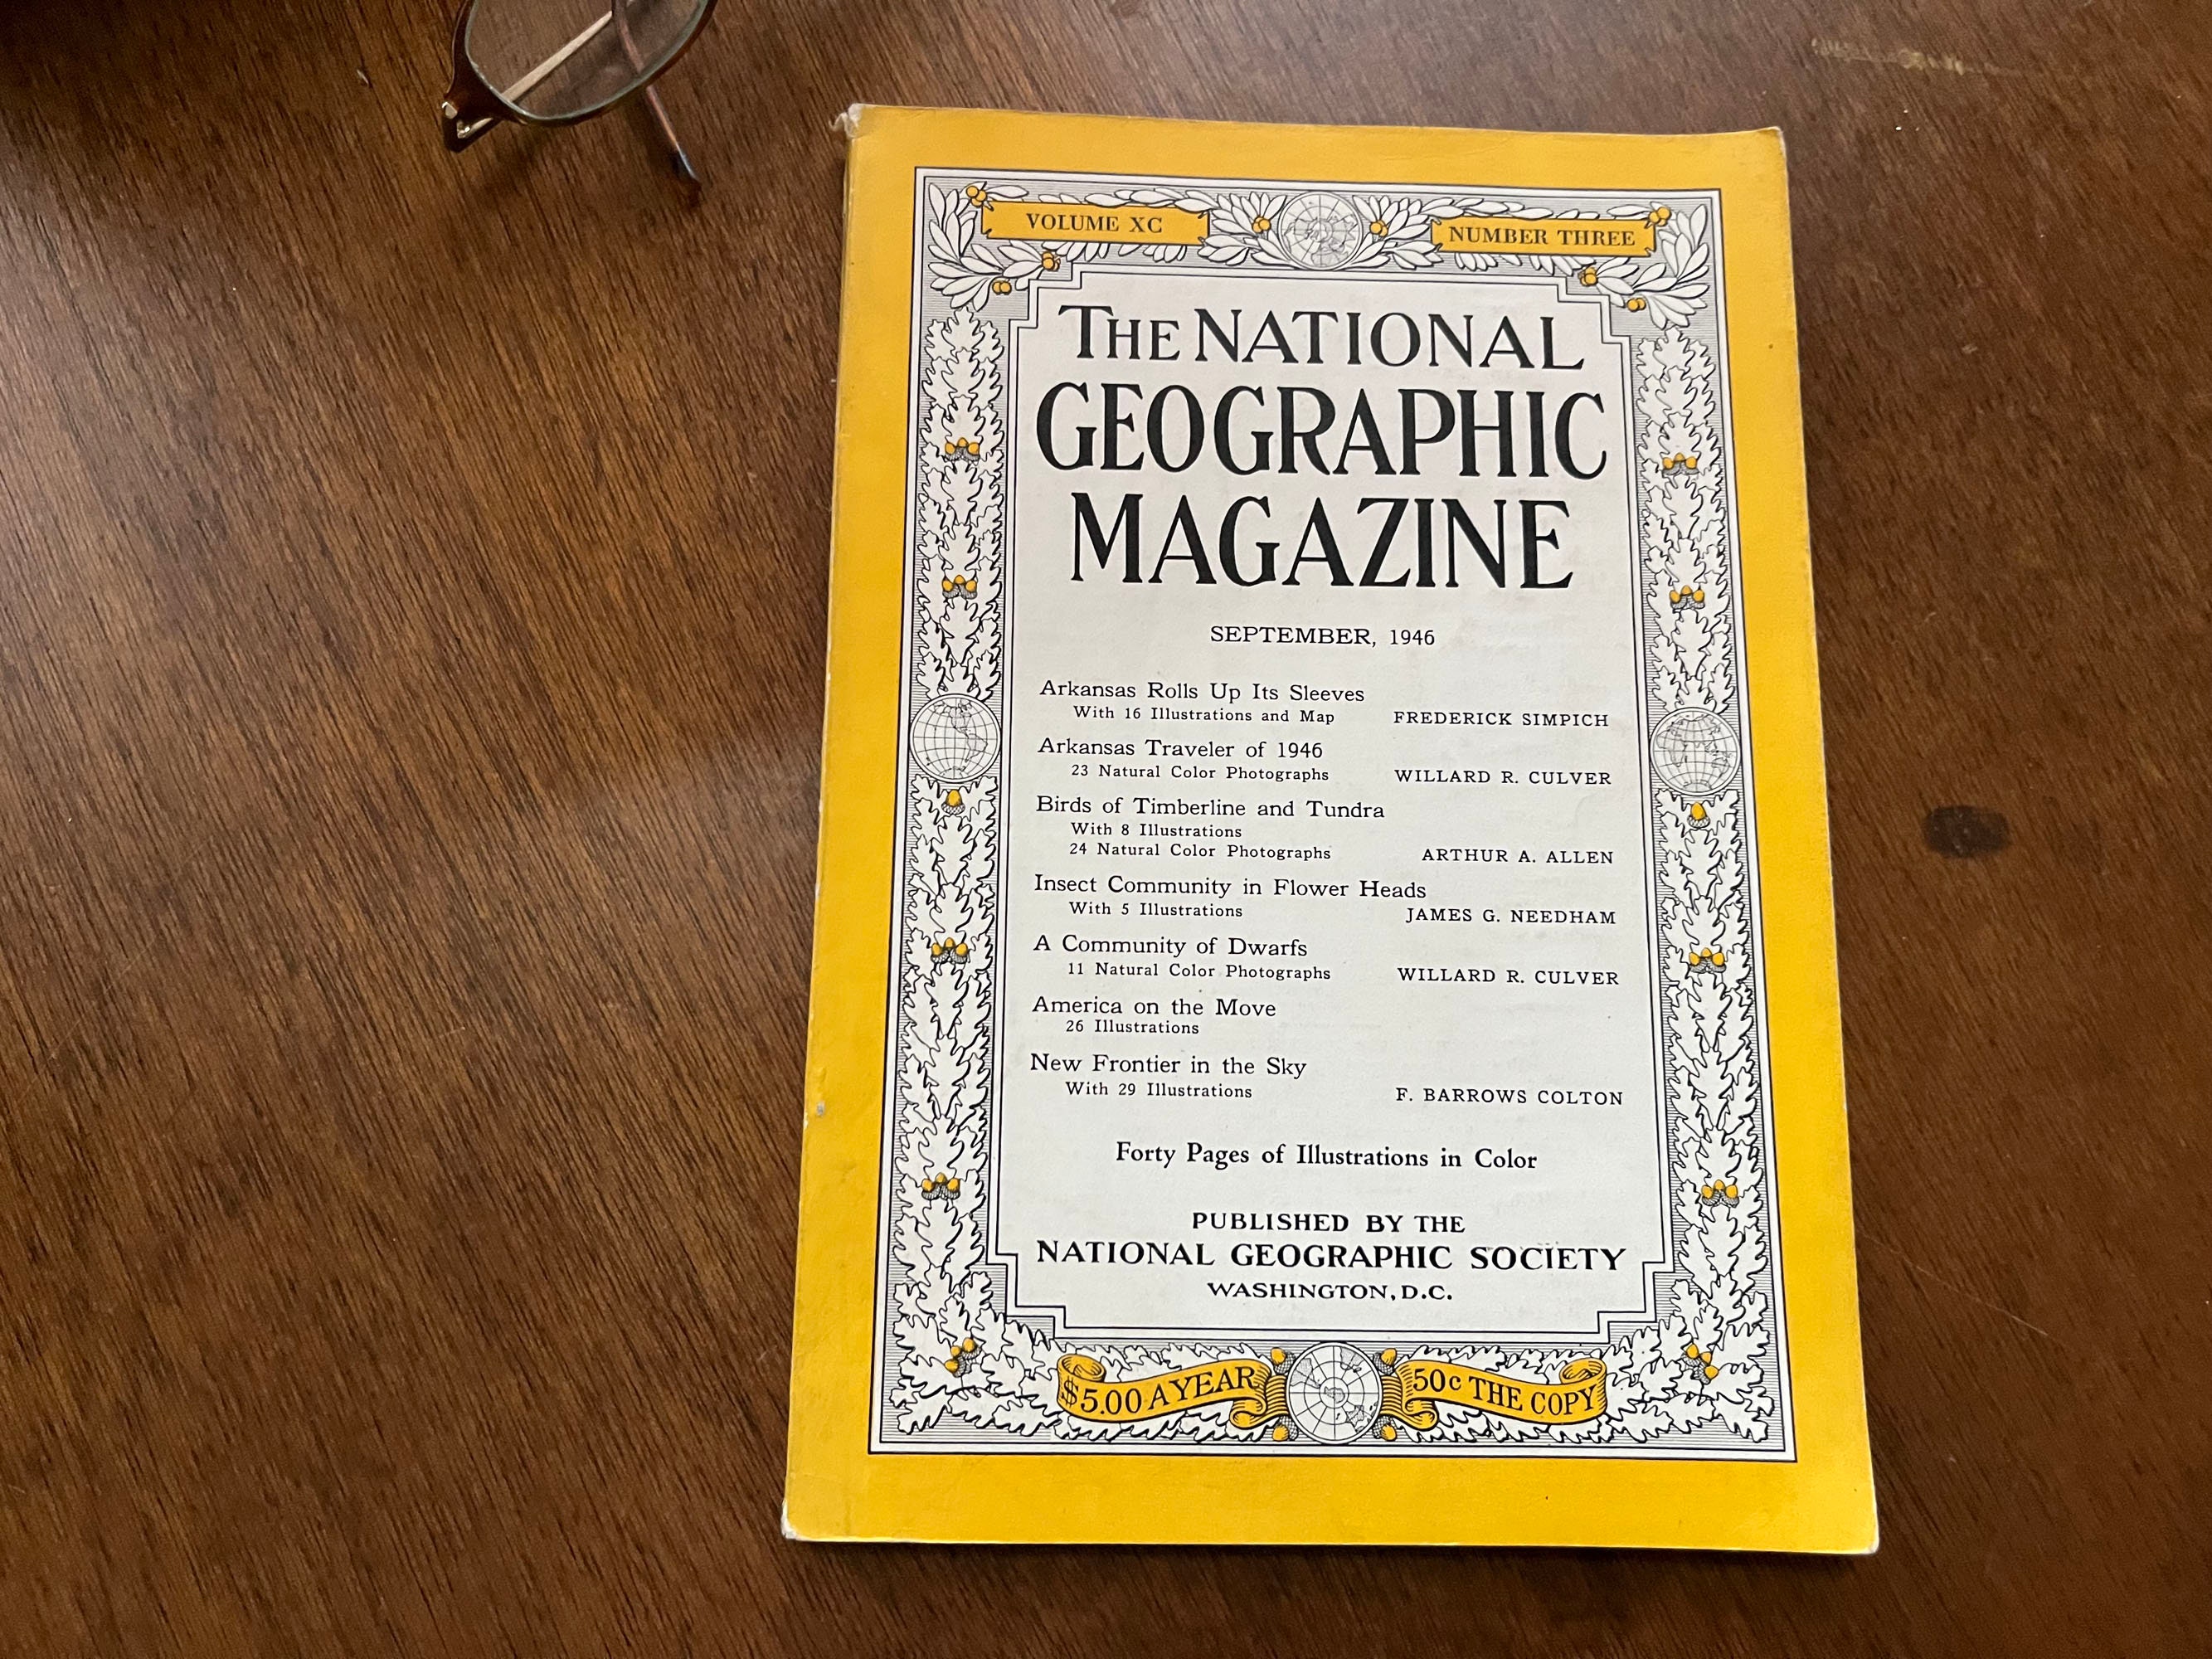 VOLUME XC
NUMBER THREE
THE NATIONAL
GEOGRAPHIC
MAGAZINE
SEPTEMBER, 1946
Arkansas Rolls Up Its Sleeves
With 16 Illustrations and Map FREDERICK SIMPICH
Arkansas Traveler of 1946
23 Natural Color Photographs WILLARD R. CULVER
Birds of Timberline and Tundra
With 8 Illustrations
24 Natural Color Photographs ARTHUR A. ALLEN
Insect Community in Flower Heads
With 5 Illustrations JAMES G. NEEDHAM
A Community of Dwarfs
11 Natural Color Photographs WILLARD R. CULVER
America on the Move
26 Illustrations
New Frontier in the Sky
With 29 Illustrations F. BARROWS COLTON
Forty Pages of Illustrations in Color
PUBLISHED BY THE
NATIONAL GEOGRAPHIC SOCIETY
WASHINGTON, D.C.
$5.00 A YEAR
50c THE COPY